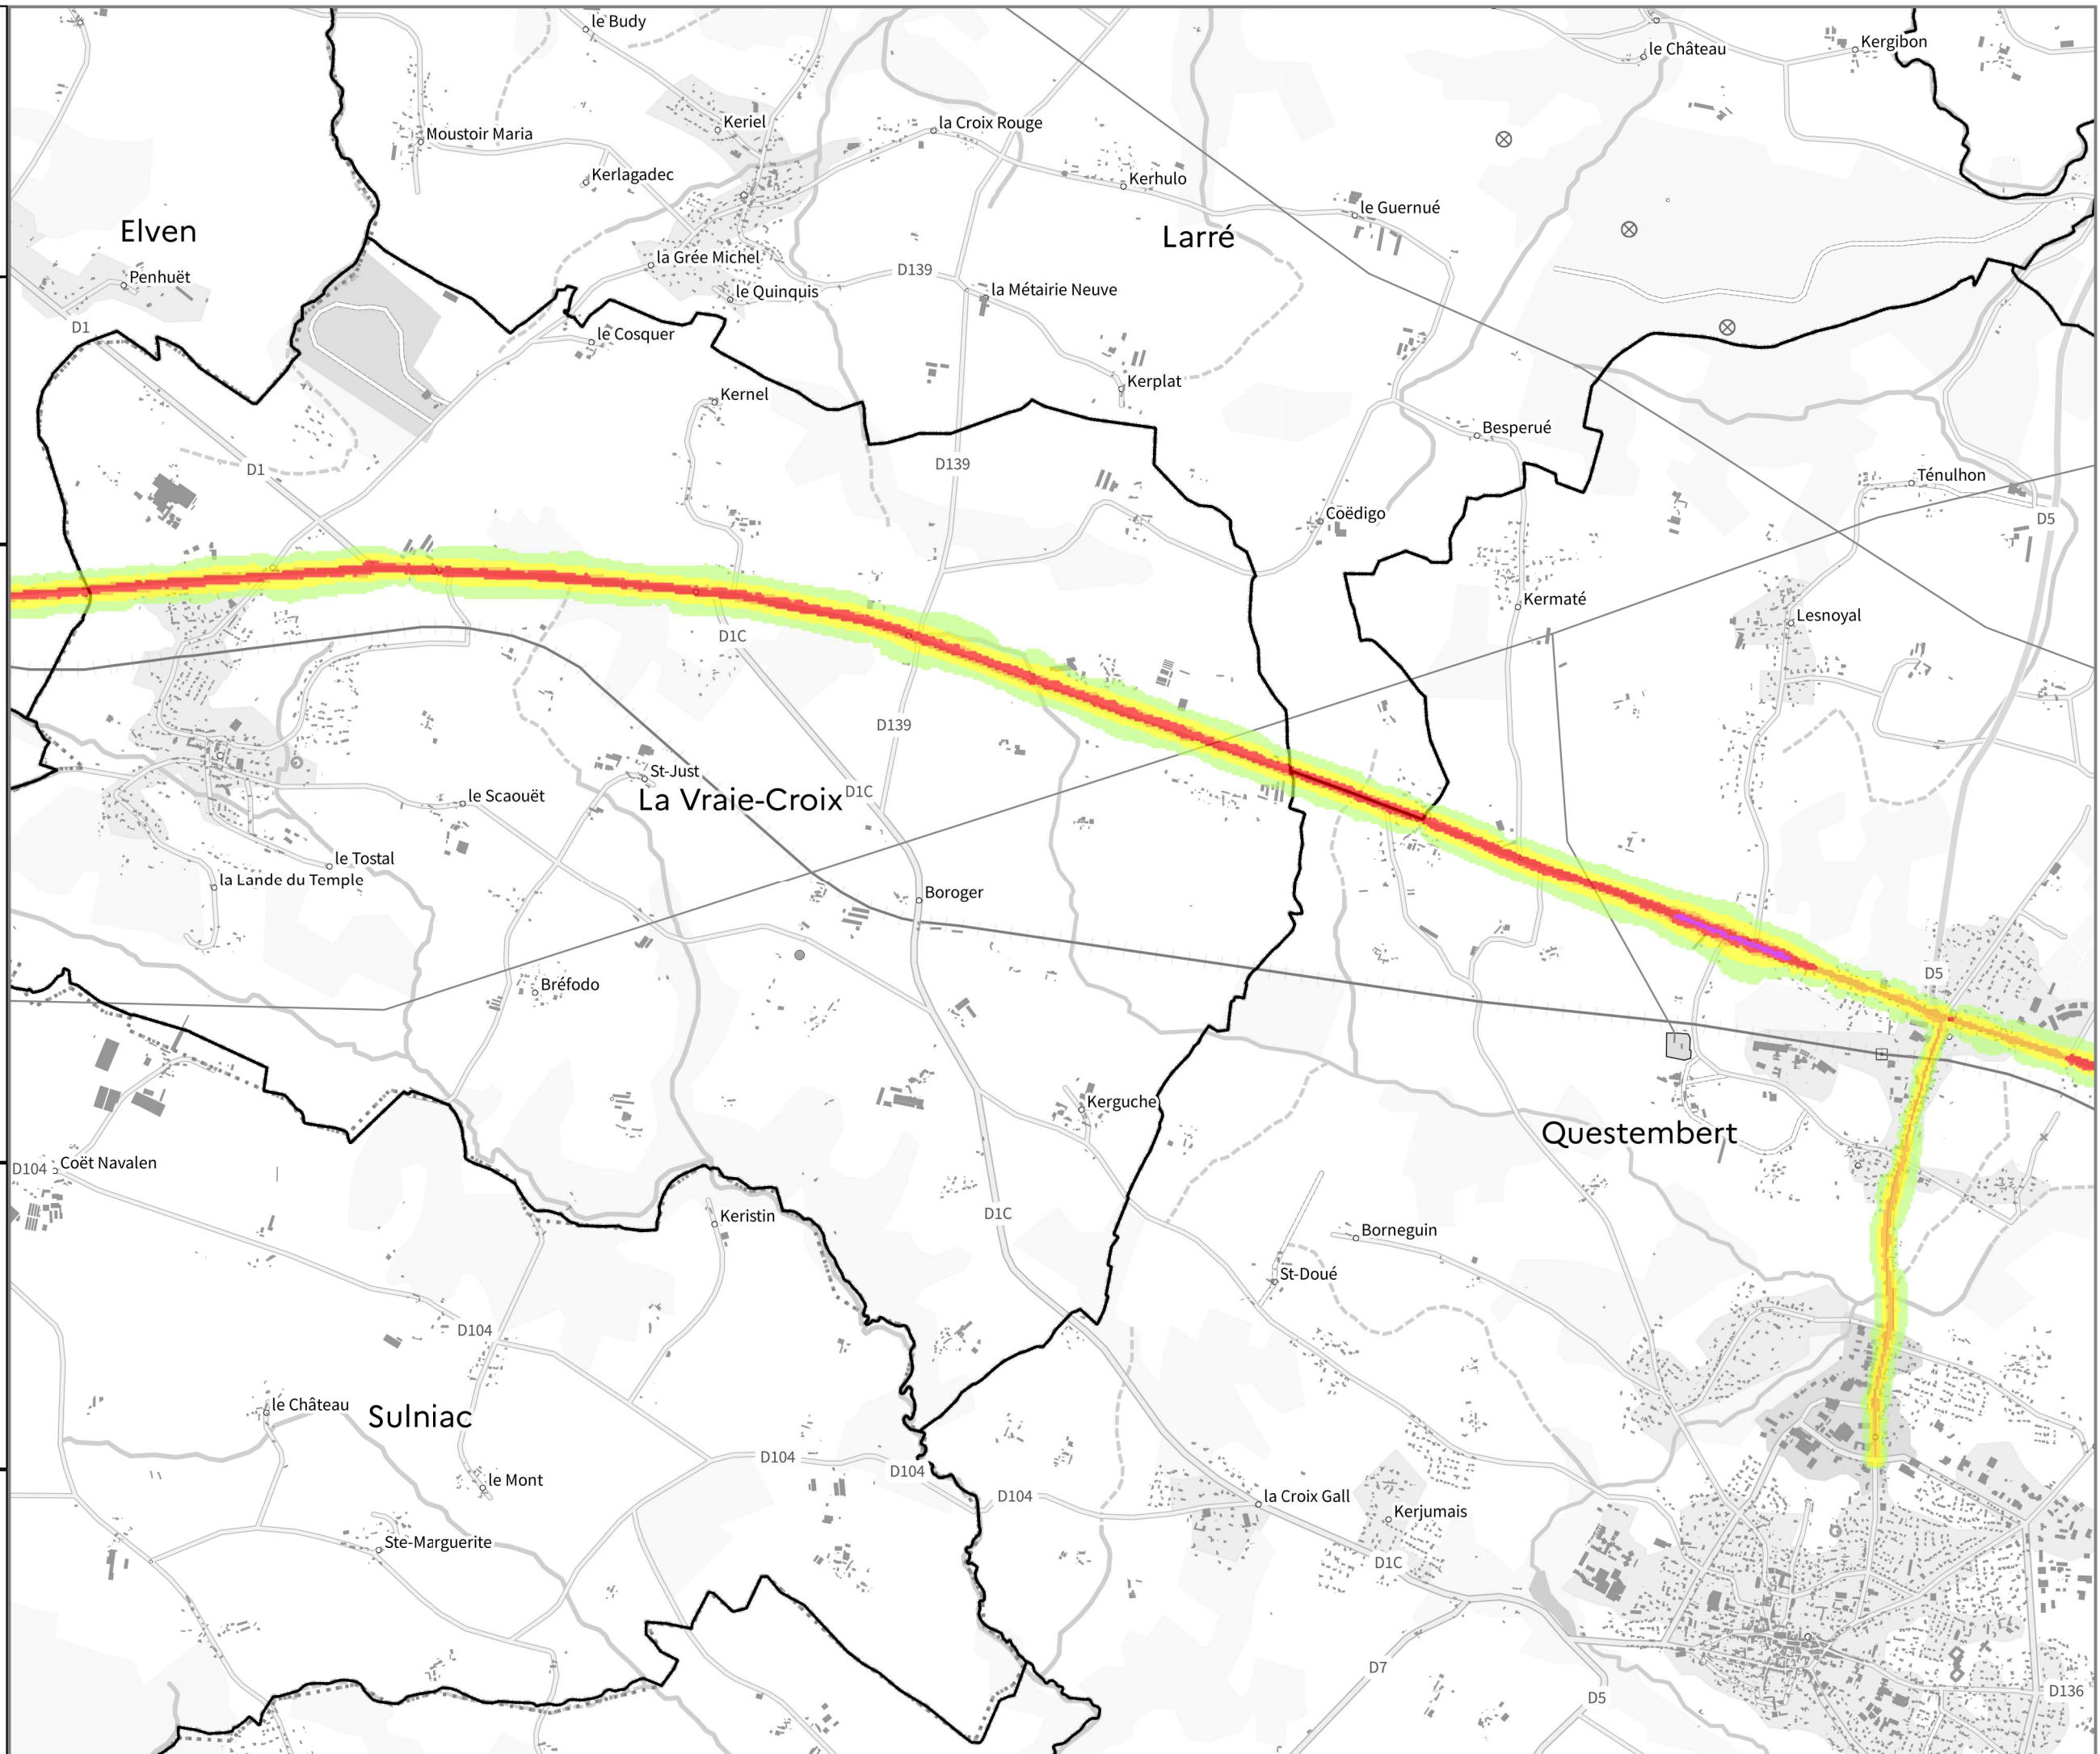 le Budy
le Château
Kergibon
Keriel
la Croix Rouge
Moustoir Maria
Kerlagadec
Kerhulo
le Guernué
Elven
Larré
la Grée Michel
D139
Penhuët
le Quinquis
la Métairie Neuve
D1
le Cosquer
Kerplat
Kernel
Besperué
D139
D1
Ténulhon
Coëdigo
D5
Kermaté
Lesnoyal
D1C
D139
St-Just
La Vraie-Croix
D1C
le Scaouët
le Tostal
la Lande du Temple
Boroger
D5
Bréfodo
Kerguche
Questembert
D104
Coët Navalen
Keristin
D1C
Borneguin
St-Doué
D104
le Château
Sulniac
D104
D104
le Mont
D104
la Croix Gall
Kerjumais
Ste-Marguerite
D1C
D7
D5
D136